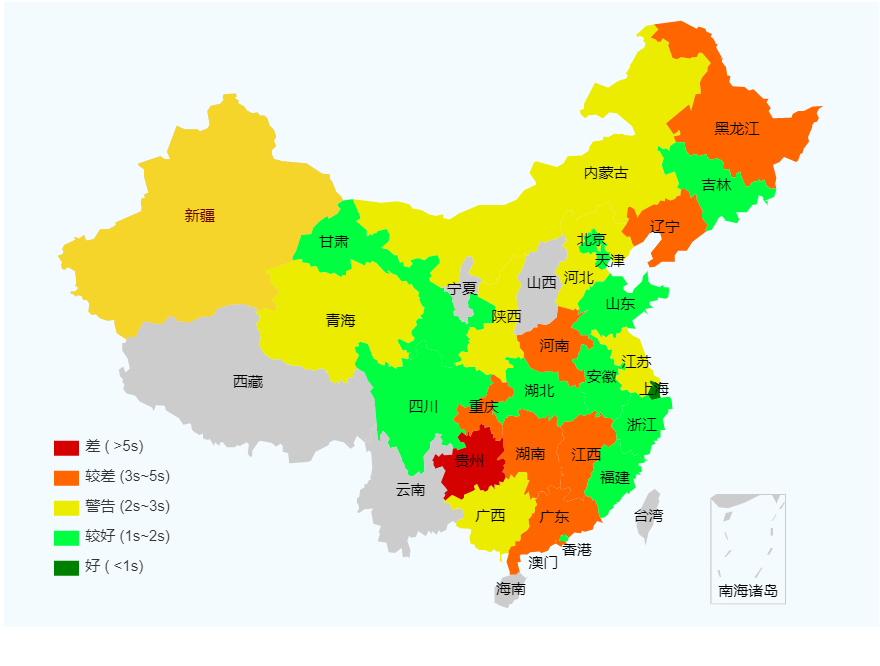 黑龙江
内蒙古
吉林
新疆
辽宁
北京
甘肃
天津
河北
山西
宁夏
山东
陕西
青海
河南
江苏
安徽
西藏
上海
湖北
四川
重庆
浙江
差 ( >5s)
湖南
江西
贵州
较差 (3s~5s)
福建
云南
警告 (2s~3s)
广西
广东
台湾
较好 (1s~2s)
香港
澳门
好 ( <1s)
海南
南海诸岛